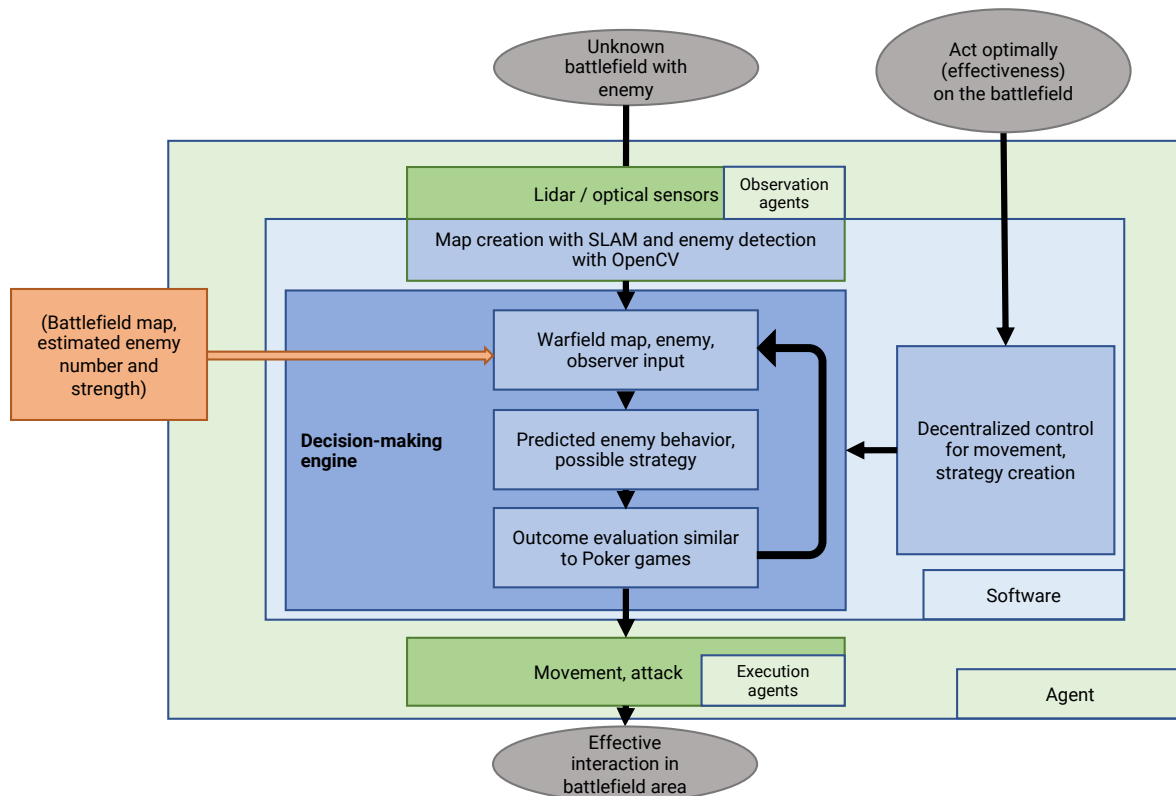 Unknown
battlefield with
enemy
Act optimally
(effectiveness)
on the battlefield
Lidar / optical sensors
Observation
agents
Map creation with SLAM and enemy detection
with OpenCV
(Battlefield map,
estimated enemy
number and
strength)
Warfield map, enemy,
observer input
Decision-making
engine
Predicted enemy behavior,
possible strategy
Decentralized control
for movement,
strategy creation
Outcome evaluation similar
to Poker games
Software
Movement, attack
Execution
agents
Agent
Effective
interaction in
battlefield area